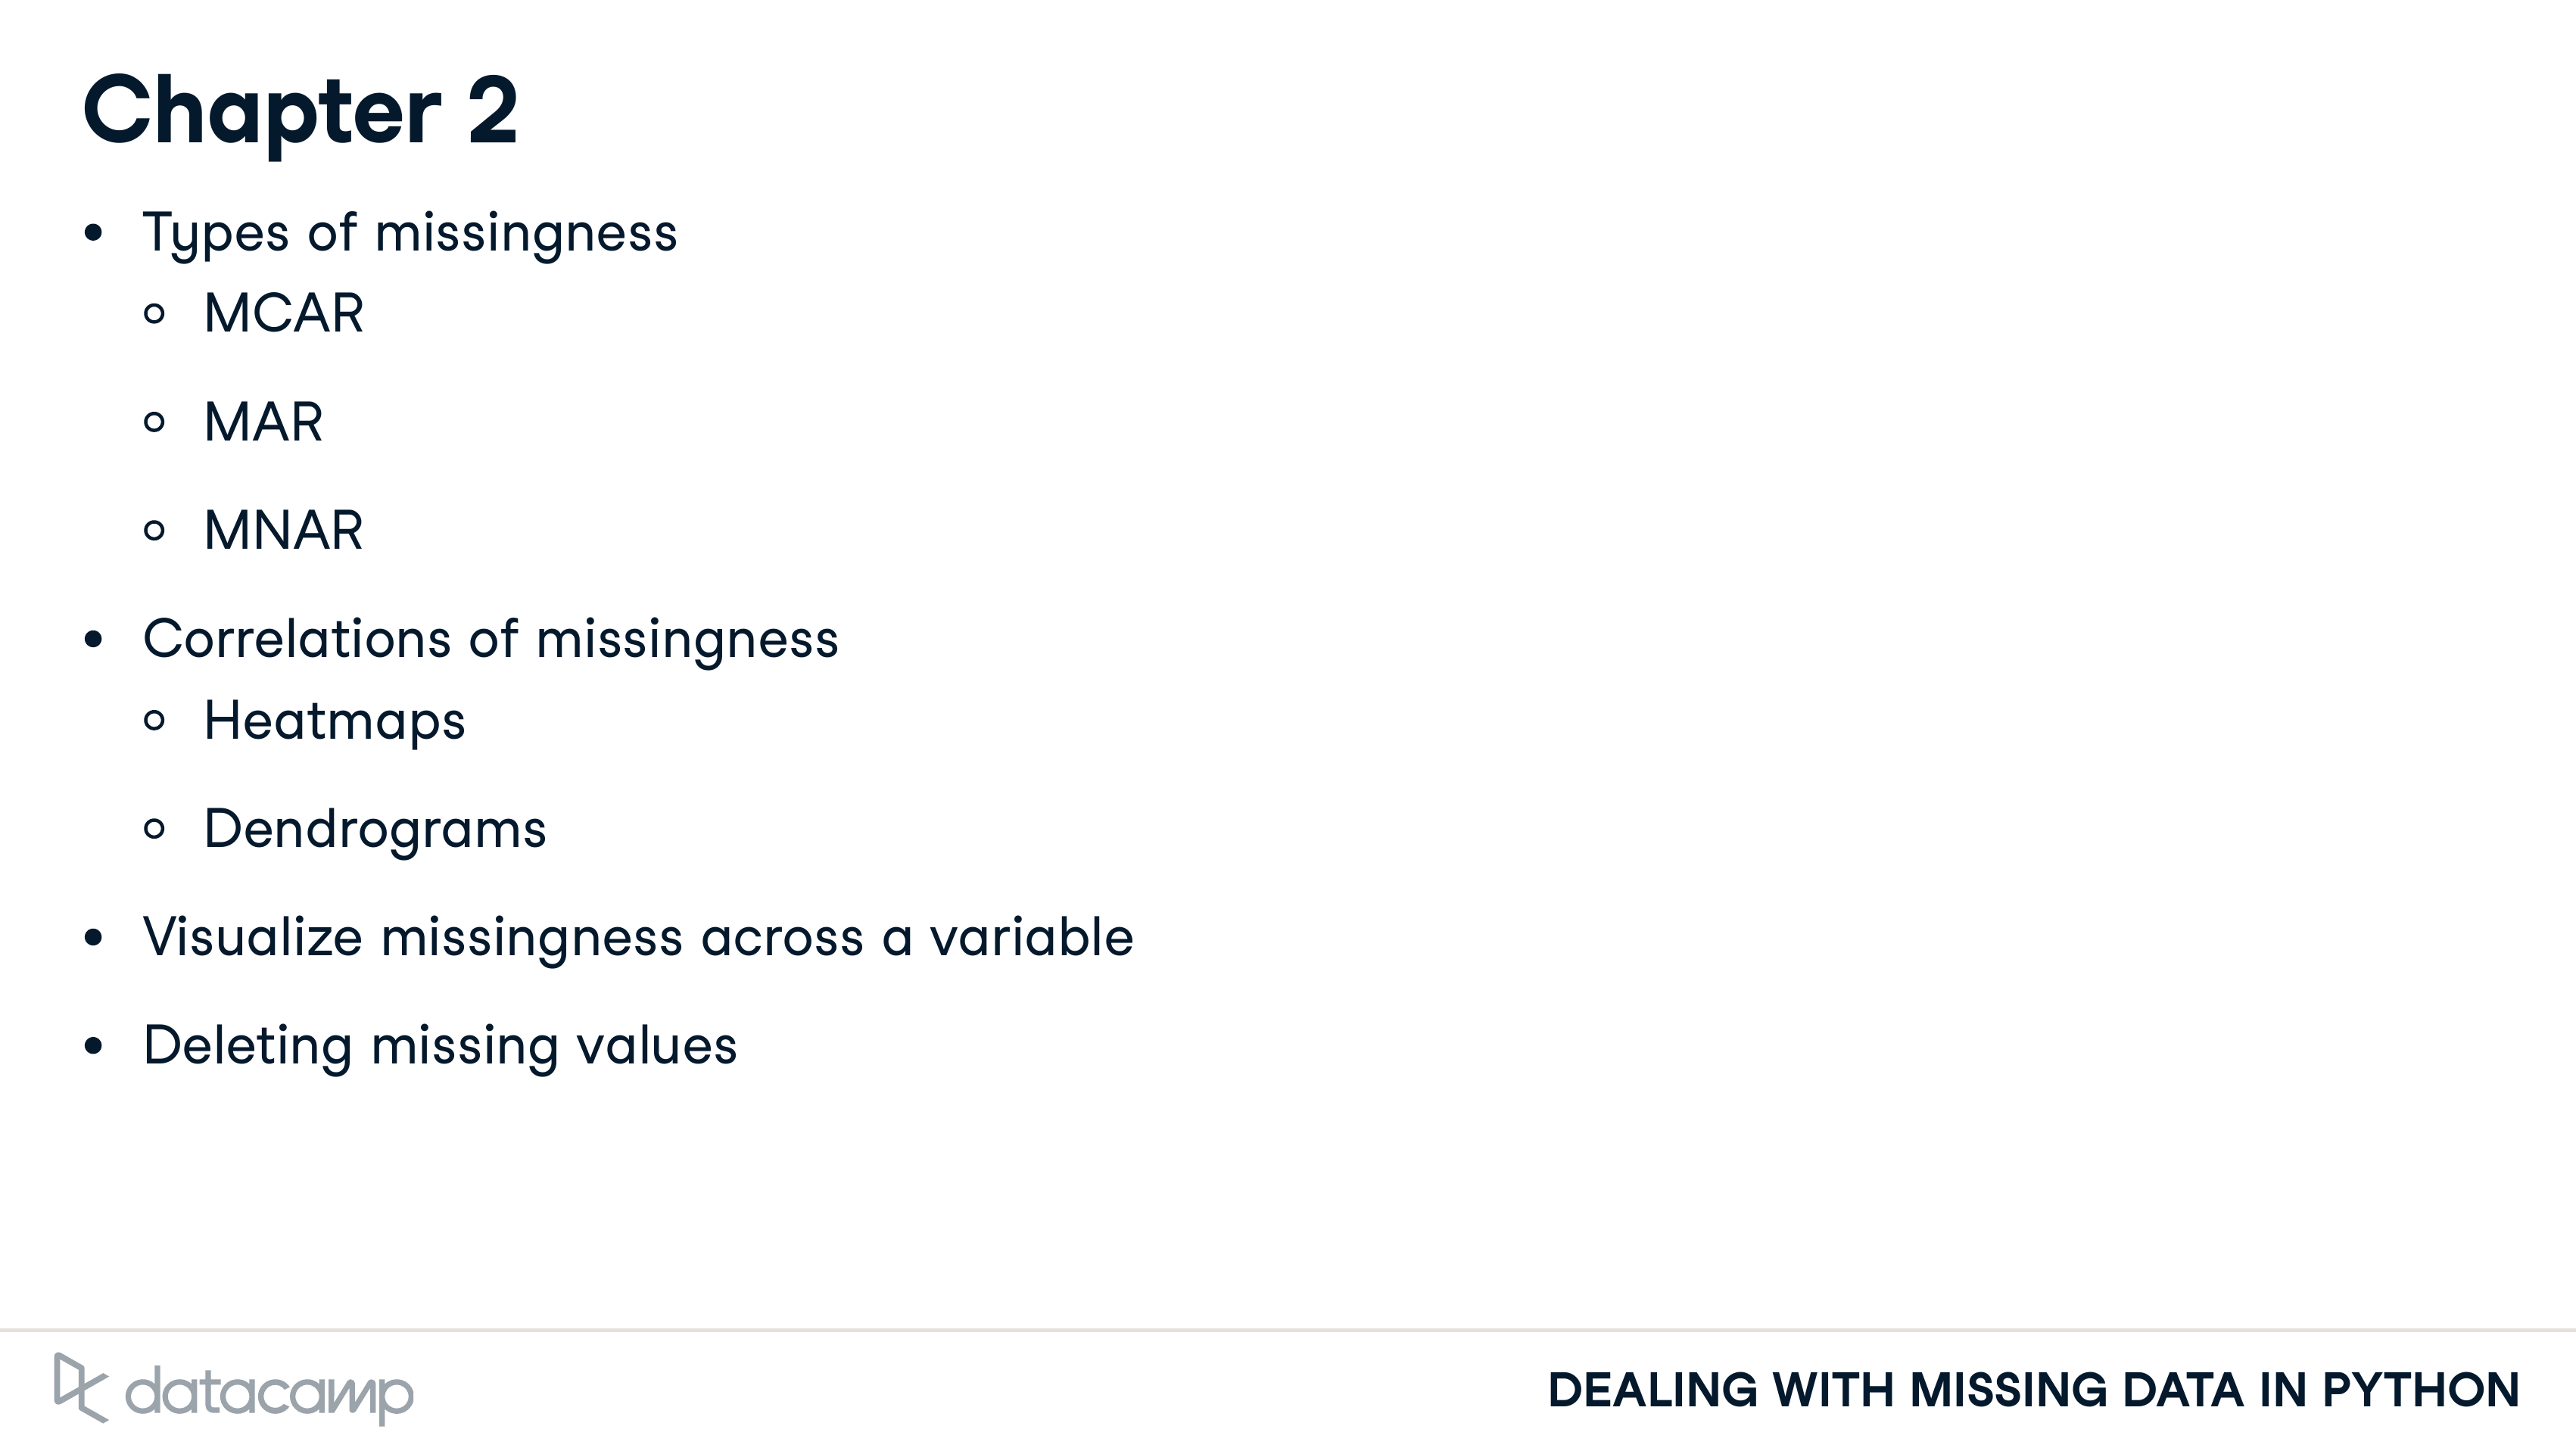 Chapter 2
• Types of missingness
○ MCAR
○ MAR
○ MNAR
• Correlations of missingness
○ Heatmaps
○ Dendrograms
• Visualize missingness across a variable
• Deleting missing values
datacamp
DEALING WITH MISSING DATA IN PYTHON